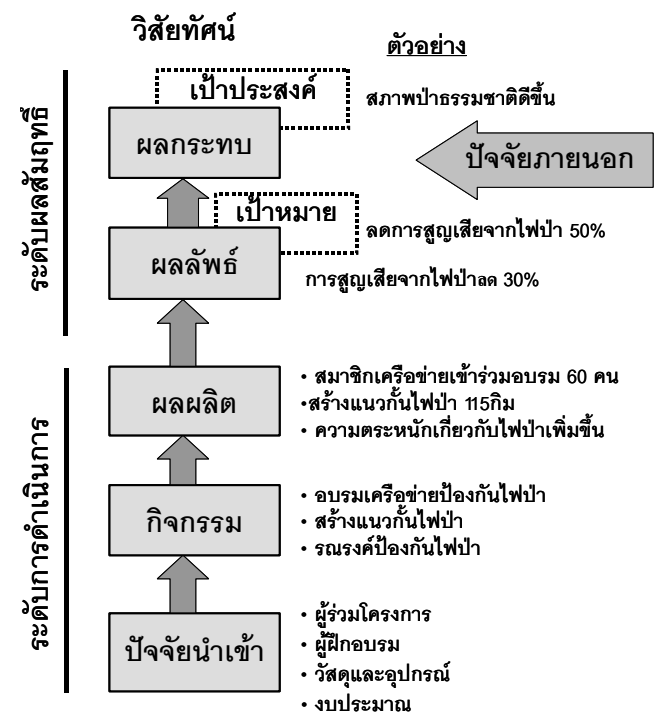 วิสัยทัศน์
ตัวอย่าง
ระดับผลสัมฤทธิ์
เป้าประสงค์
สภาพป่าธรรมชาติดีขึ้น
ผลกระทบ
ปัจจัยภายนอก
เป้าหมาย
ลดการสูญเสียจากไฟป่า 50%
ผลลัพธ์
การสูญเสียจากไฟป่าลด 30%
ระดับการดำเนินการ
ผลผลิต
• สมาชิกเครือข่ายเข้าร่วมอบรม 60 คน
•สร้างแนวกั้นไฟป่า 115กิม
• ความตระหนักเกี่ยวกับไฟป่าเพิ่มขึ้น
กิจกรรม
• อบรมเครือข่ายป้องกันไฟป่า
• สร้างแนวกั้นไฟป่า
• รณรงค์ป้องกันไฟป่า
ปัจจัยนำเข้า
• ผู้ร่วมโครงการ
• ผู้ฝึกอบรม
• วัสดุและอุปกรณ์
• งบประมาณ